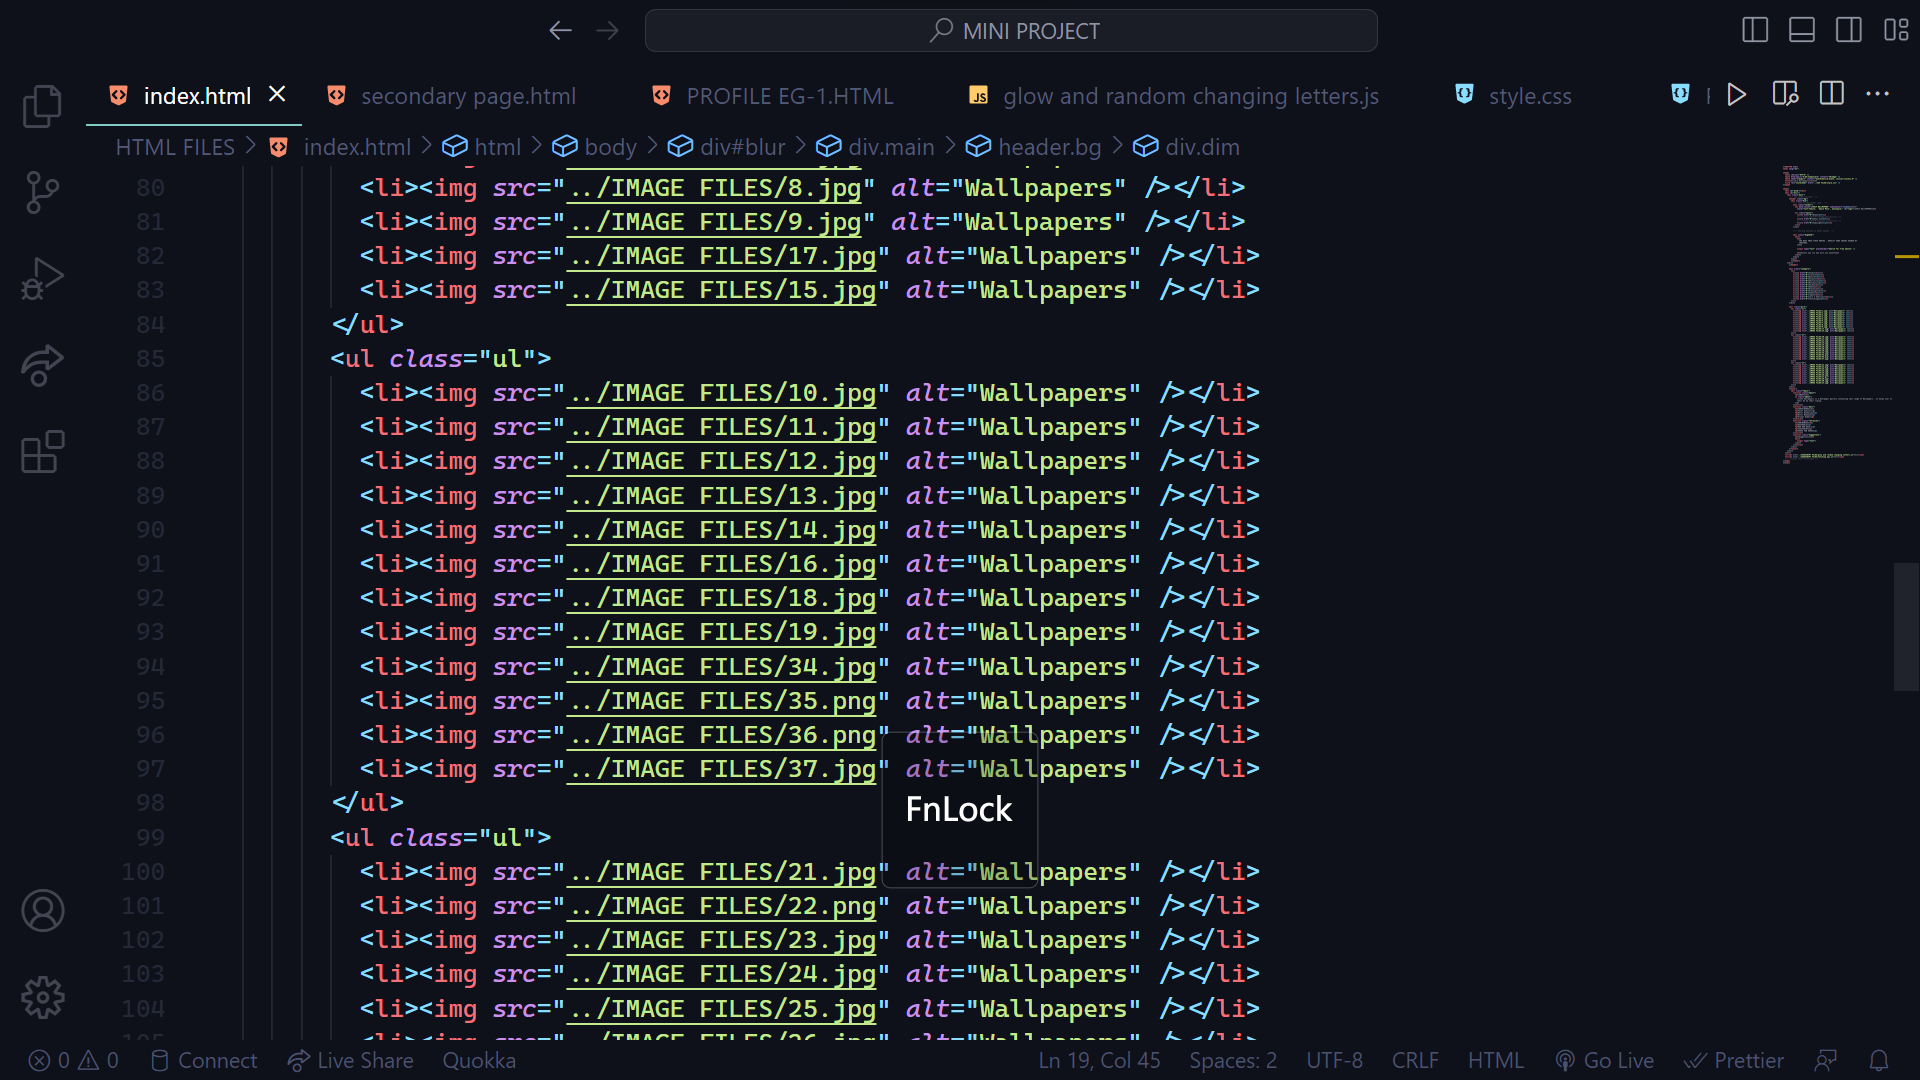 MINI PROJECT
index.html
secondary page.html
PROFILE EG-1.HTML
JS glow and random changing letters.js
style.css
HTML FILES > index.html > html > body > div#blur > div.main > header.bg > div.dim
80 <li><img src="../IMAGE FILES/8.jpg" alt="Wallpapers" /></li>
81 <li><img src="../IMAGE FILES/9.jpg" alt="Wallpapers" /></li>
82 <li><img src="../IMAGE FILES/17.jpg" alt="Wallpapers" /></li>
83 <li><img src="../IMAGE FILES/15.jpg" alt="Wallpapers" /></li>
84 </ul>
85 <ul class="ul">
86 <li><img src="../IMAGE FILES/10.jpg" alt="Wallpapers" /></li>
87 <li><img src="../IMAGE FILES/11.jpg" alt="Wallpapers" /></li>
88 <li><img src="../IMAGE FILES/12.jpg" alt="Wallpapers" /></li>
89 <li><img src="../IMAGE FILES/13.jpg" alt="Wallpapers" /></li>
90 <li><img src="../IMAGE FILES/14.jpg" alt="Wallpapers" /></li>
91 <li><img src="../IMAGE FILES/16.jpg" alt="Wallpapers" /></li>
92 <li><img src="../IMAGE FILES/18.jpg" alt="Wallpapers" /></li>
93 <li><img src="../IMAGE FILES/19.jpg" alt="Wallpapers" /></li>
94 <li><img src="../IMAGE FILES/34.jpg" alt="Wallpapers" /></li>
95 <li><img src="../IMAGE FILES/35.png" alt="Wallpapers" /></li>
96 <li><img src="../IMAGE FILES/36.png" alt="Wallpapers" /></li>
97 <li><img src="../IMAGE FILES/37.jpg" alt="Wallpapers" /></li>
98 </ul>
FnLock
99 <ul class="ul">
100 <li><img src="../IMAGE FILES/21.jpg" alt="Wallpapers" /></li>
101 <li><img src="../IMAGE FILES/22.png" alt="Wallpapers" /></li>
102 <li><img src="../IMAGE FILES/23.jpg" alt="Wallpapers" /></li>
103 <li><img src="../IMAGE FILES/24.jpg" alt="Wallpapers" /></li>
104 <li><img src="../IMAGE FILES/25.jpg" alt="Wallpapers" /></li>
0 0 Connect Live Share Quokka Ln 19, Col 45 Spaces: 2 UTF-8 CRLF HTML Go Live Prettier